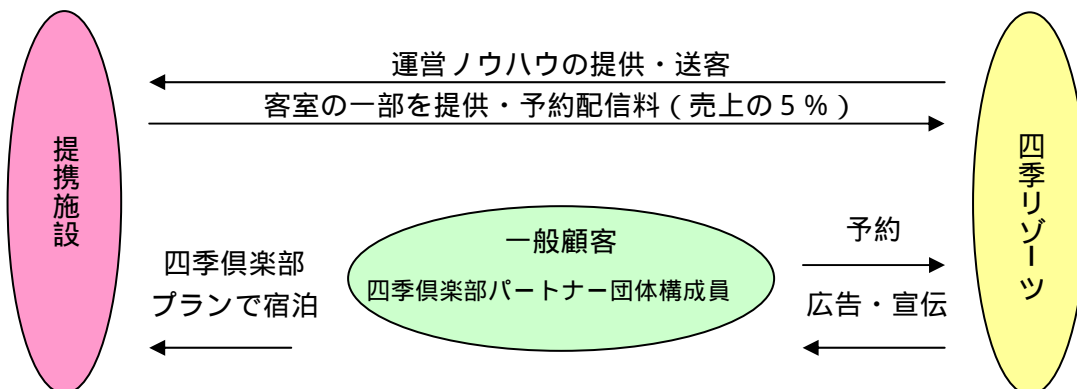 運営ノウハウの提供・送客
客室の一部を提供・予約配信料(売上の5%)
提携施設
四季倶楽部
プランで宿泊
一般顧客
四季倶楽部パートナー団体構成員
予約
広告・宣伝
四季リゾーツ